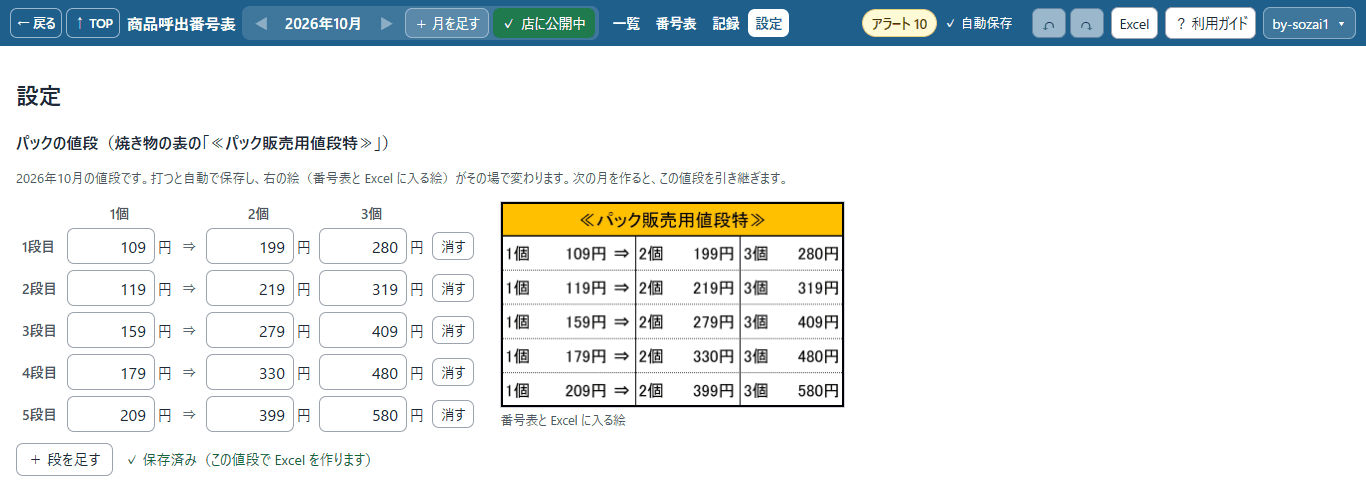 ← 戻る ↑ TOP 商品呼出番号表 ◀ 2026年10月 ▶ ＋ 月を足す ✓ 店に公開中 一覧 番号表 記録 設定 アラート 10 ✓ 自動保存 Excel ？ 利用ガイド by-sozai1 ▼
設定
パックの値段（焼き物の表の「≪パック販売用値段特≫」）
2026年10月の値段です。打つと自動で保存し、右の絵（番号表と Excel に入る絵）がその場で変わります。次の月を作ると、この値段を引き継ぎます。
1個 2個 3個
1段目 109 円 ⇒ 199 円 280 円 消す
2段目 119 円 ⇒ 219 円 319 円 消す
3段目 159 円 ⇒ 279 円 409 円 消す
4段目 179 円 ⇒ 330 円 480 円 消す
5段目 209 円 ⇒ 399 円 580 円 消す
≪パック販売用値段特≫
1個 109円 ⇒ 2個 199円 3個 280円
1個 119円 ⇒ 2個 219円 3個 319円
1個 159円 ⇒ 2個 279円 3個 409円
1個 179円 ⇒ 2個 330円 3個 480円
1個 209円 ⇒ 2個 399円 3個 580円
番号表と Excel に入る絵
＋ 段を足す ✓ 保存済み（この値段で Excel を作ります）